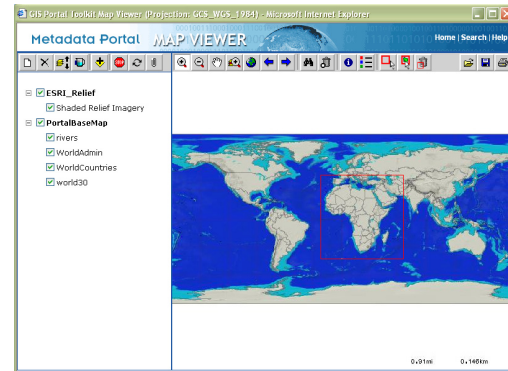 GIS Portal Toolkit Map Viewer (Projection: GCS_WGS_1984) - Microsoft Internet Explorer
Metadata Portal MAP VIEWER
Home | Search | Help
ESRI_Relief
Shaded Relief Imagery
PortalBaseMap
rivers
WorldAdmin
WorldCountries
world30
0.91mi 0.146km